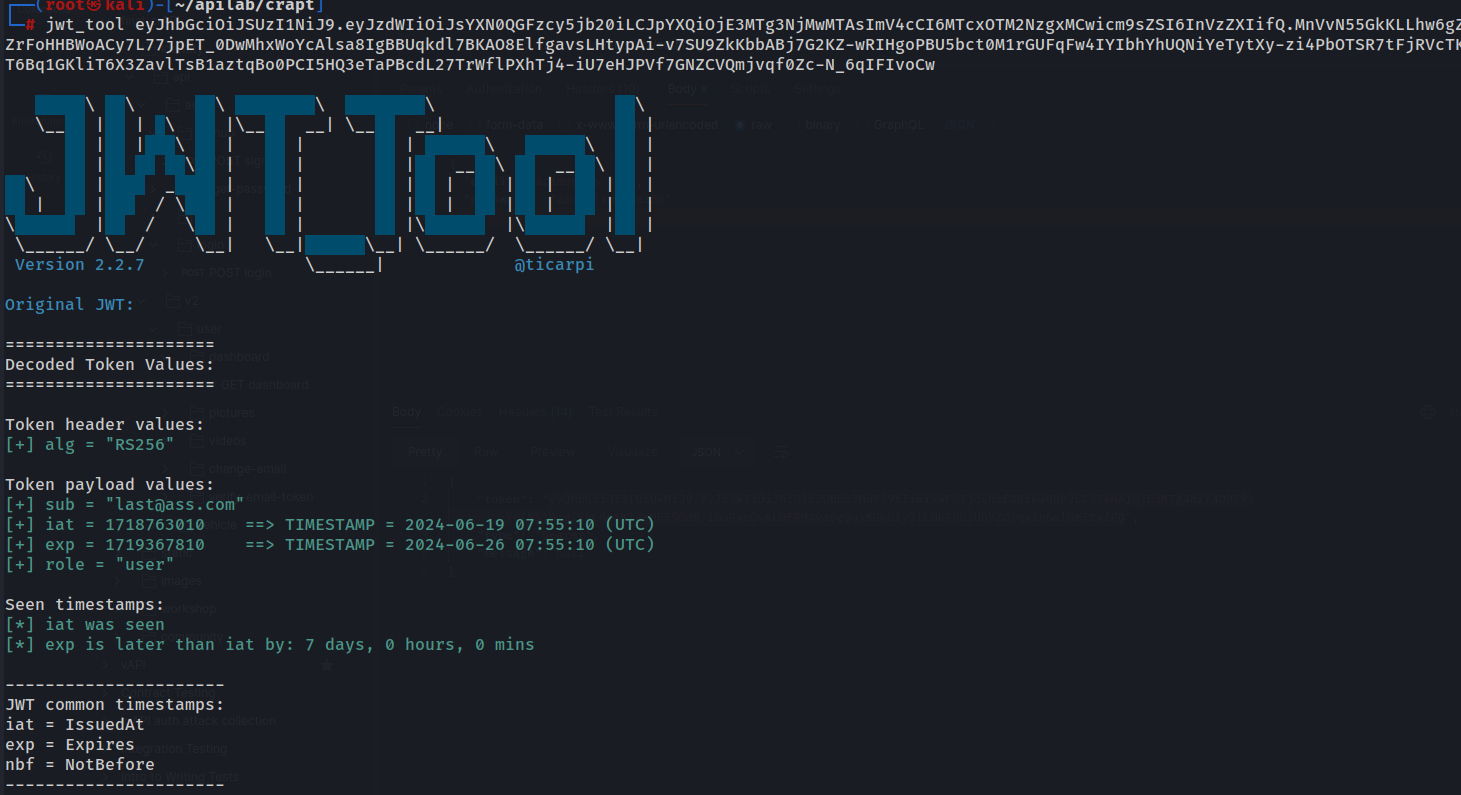 (root㉿kali)-[~/apilab/crapt]
# jwt_tool eyJhbGciOiJSUzI1NiJ9.eyJzdWIiOiJsYXN0QGFzcy5jb20iLCJpYXQiOjE3MTg3NjMwMTAsImV4cCI6MTcxOTM2NzgxMCwicm9sZSI6InVzZXIifQ.MnVvN55GkKLLhw6gZ
ZrFoHHBWoACy7L77jpET_0DwMhxWoYcAlsa8IgBBUqkdl7BKAO8ElfgavsLHtypAi-v7SU9ZkKbbABj7G2KZ-wRIHgoPBU5bct0M1rGUFqFw4IYIbhYhUQNiYeTytXy-zi4PbOTSR7tFjRVcTK
T6Bq1GKliT6X3ZavlTsB1aztqBo0PCI5HQ3eTaPBcdL27TrWflPXhTj4-iU7eHJPVf7GNZCVQmjvqf0Zc-N_6qIFIvoCw
JWT_Tool
Version 2.2.7 @ticarpi
Original JWT:
=====================
Decoded Token Values:
=====================
Token header values:
[+] alg = "RS256"
Token payload values:
[+] sub = "last@ass.com"
[+] iat = 1718763010 ==> TIMESTAMP = 2024-06-19 07:55:10 (UTC)
[+] exp = 1719367810 ==> TIMESTAMP = 2024-06-26 07:55:10 (UTC)
[+] role = "user"
Seen timestamps:
[*] iat was seen
[*] exp is later than iat by: 7 days, 0 hours, 0 mins
----------------------
JWT common timestamps:
iat = IssuedAt
exp = Expires
nbf = NotBefore
----------------------